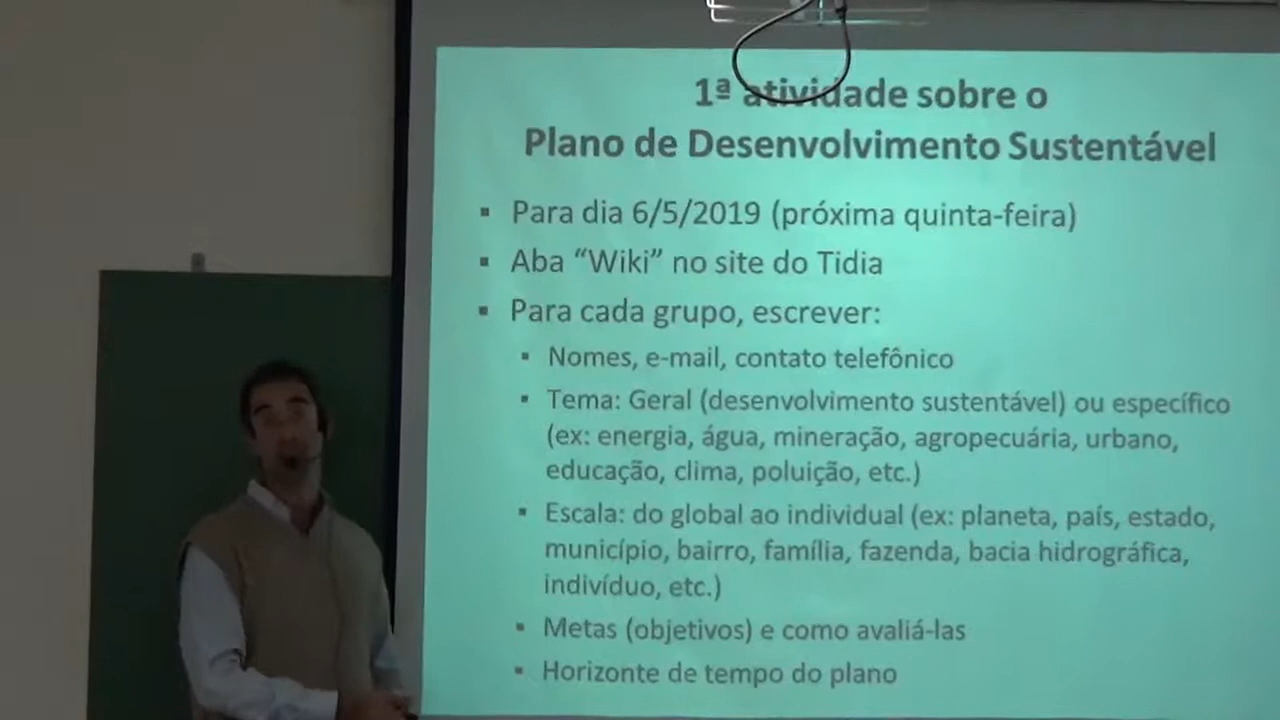 1ª atividade sobre o
Plano de Desenvolvimento Sustentável
▪ Para dia 6/5/2019 (próxima quinta-feira)
▪ Aba “Wiki” no site do Tidia
▪ Para cada grupo, escrever:
▪ Nomes, e-mail, contato telefônico
▪ Tema: Geral (desenvolvimento sustentável) ou específico
(ex: energia, água, mineração, agropecuária, urbano,
educação, clima, poluição, etc.)
▪ Escala: do global ao individual (ex: planeta, país, estado,
município, bairro, família, fazenda, bacia hidrográfica,
indivíduo, etc.)
▪ Metas (objetivos) e como avaliá-las
▪ Horizonte de tempo do plano